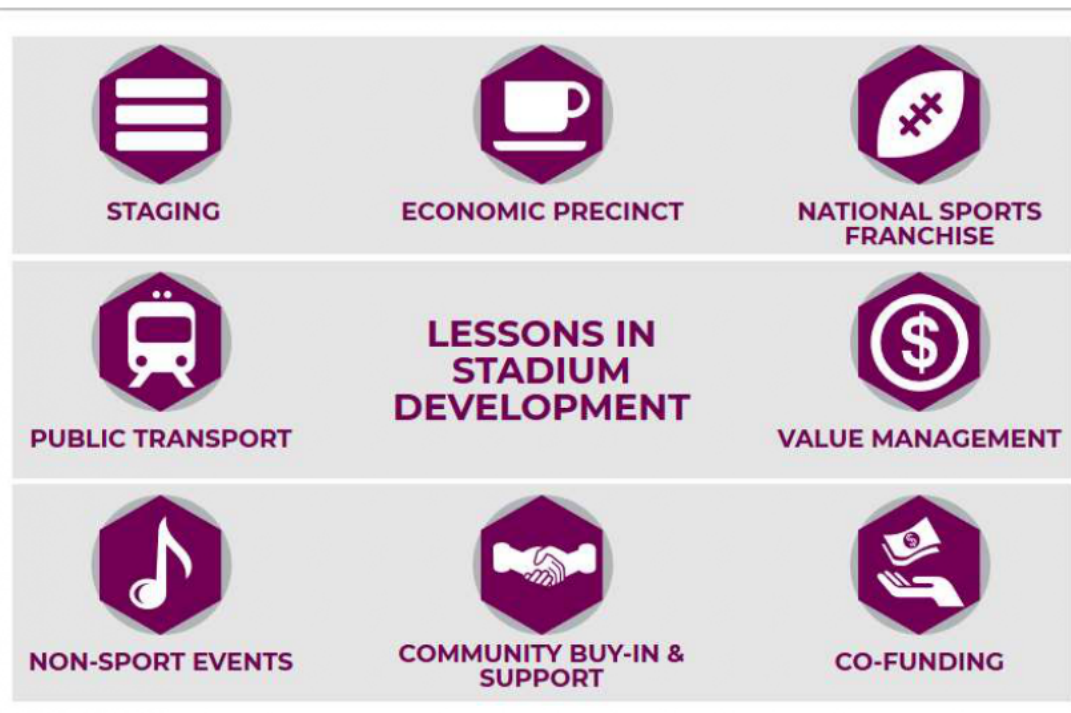 STAGING
ECONOMIC PRECINCT
NATIONAL SPORTS
FRANCHISE
PUBLIC TRANSPORT
LESSONS IN
STADIUM
DEVELOPMENT
$
VALUE MANAGEMENT
NON-SPORT EVENTS
COMMUNITY BUY-IN &
SUPPORT
$
CO-FUNDING